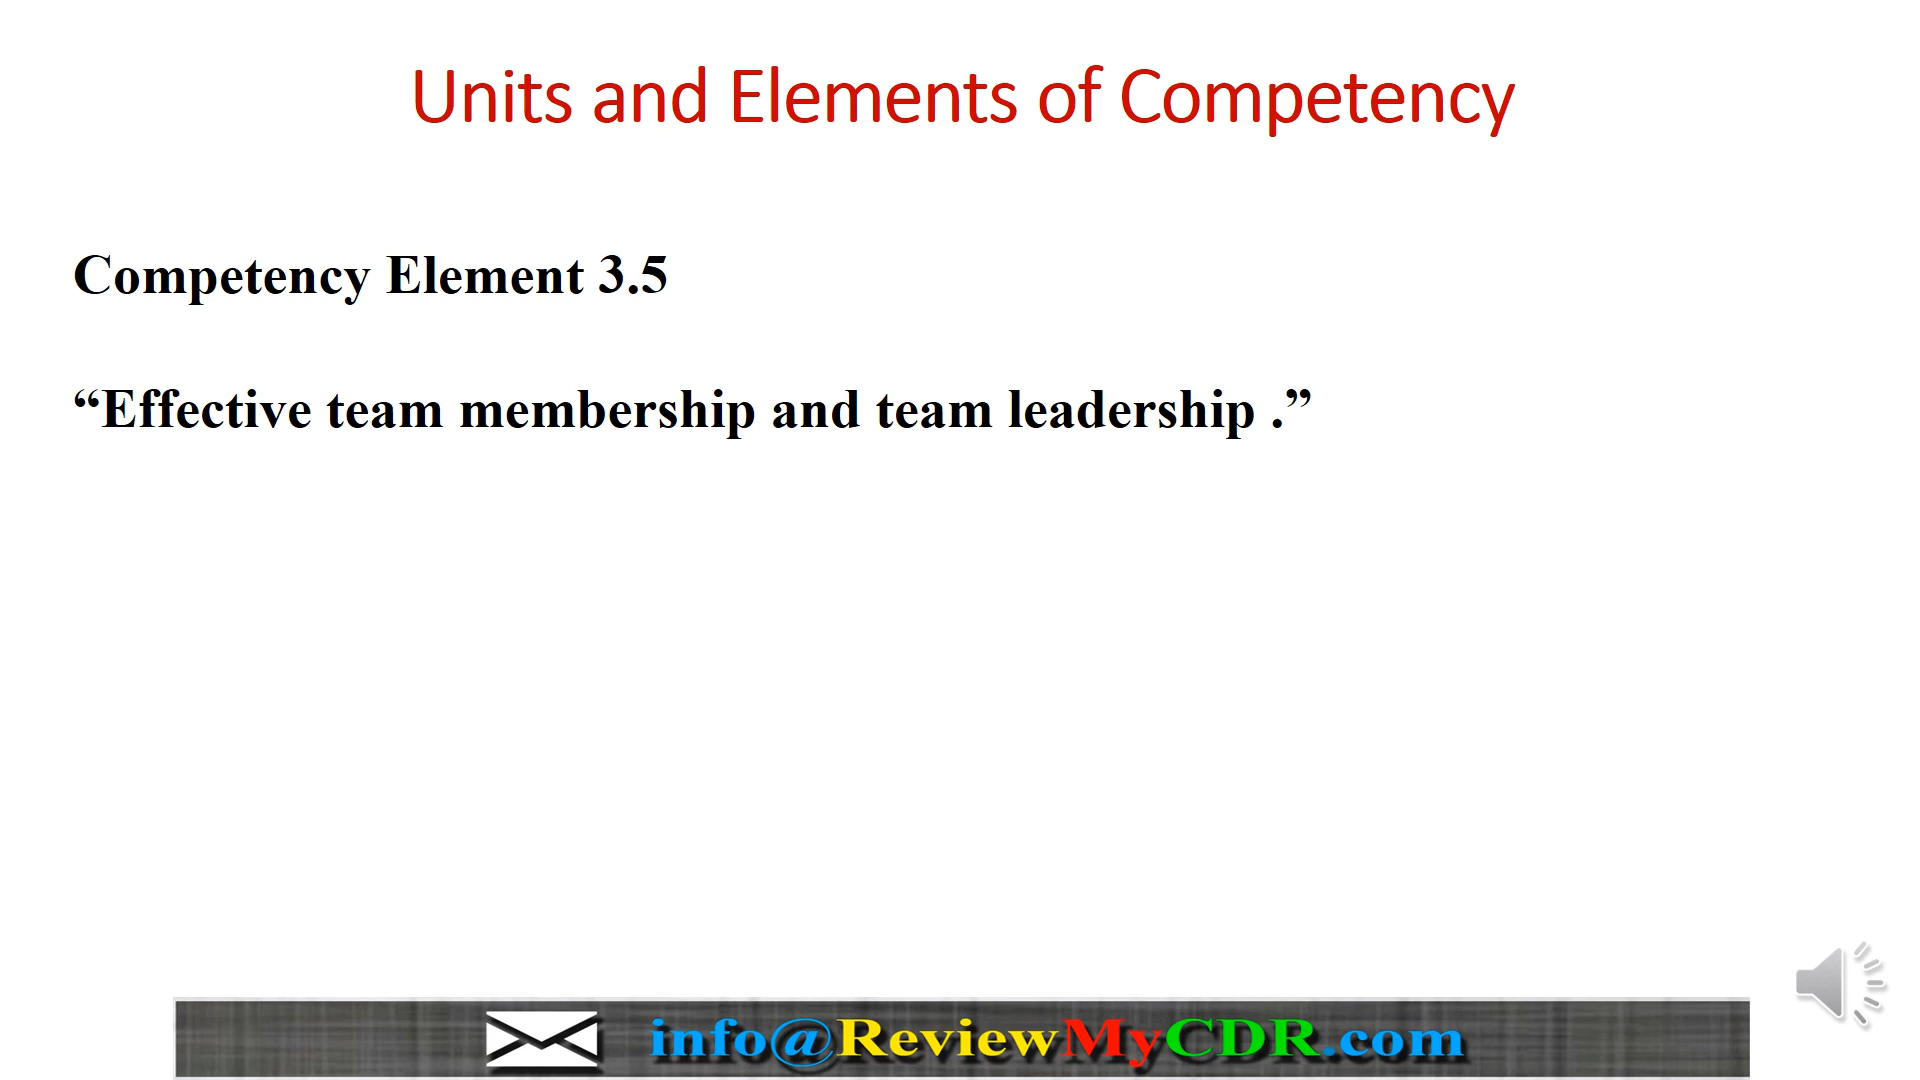 Units and Elements of Competency
Competency Element 3.5
“Effective team membership and team leadership .”
info@ReviewMyCDR.com